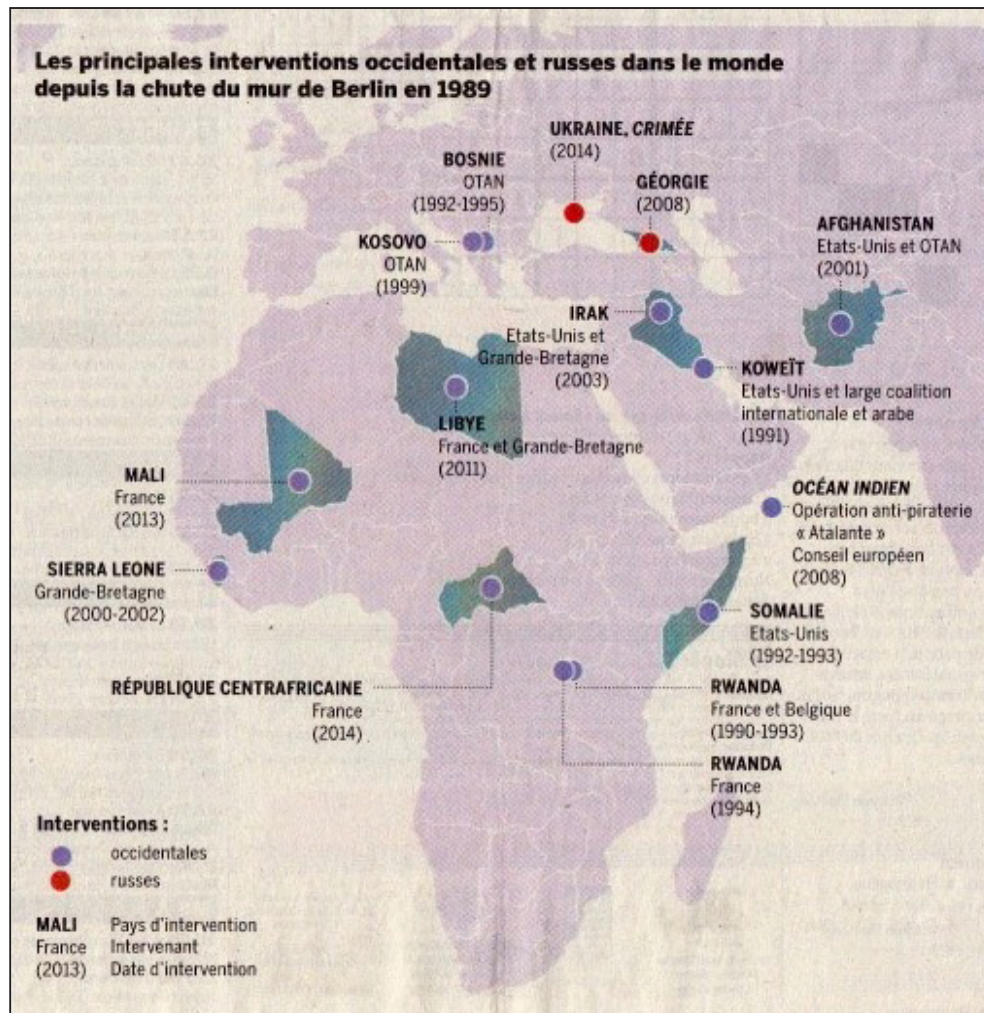 Les principales interventions occidentales et russes dans le monde
depuis la chute du mur de Berlin en 1989
UKRAINE, CRIMÉE
(2014)
BOSNIE
OTAN
(1992-1995)
GÉORGIE
(2008)
AFGHANISTAN
Etats-Unis et OTAN
(2001)
KOSOVO
OTAN
(1999)
IRAK
Etats-Unis et
Grande-Bretagne
(2003)
KOWEÏT
Etats-Unis et large coalition
internationale et arabe
(1991)
LIBYE
France et Grande-Bretagne
(2011)
MALI
France
(2013)
OCÉAN INDIEN
Opération anti-piraterie
« Atalante »
Conseil européen
(2008)
SIERRA LEONE
Grande-Bretagne
(2000-2002)
SOMALIE
Etats-Unis
(1992-1993)
RÉPUBLIQUE CENTRAFRICAINE
France
(2014)
RWANDA
France et Belgique
(1990-1993)
RWANDA
France
(1994)
Interventions :
occidentales
russes
MALI Pays d'intervention
France Intervenant
(2013) Date d'intervention